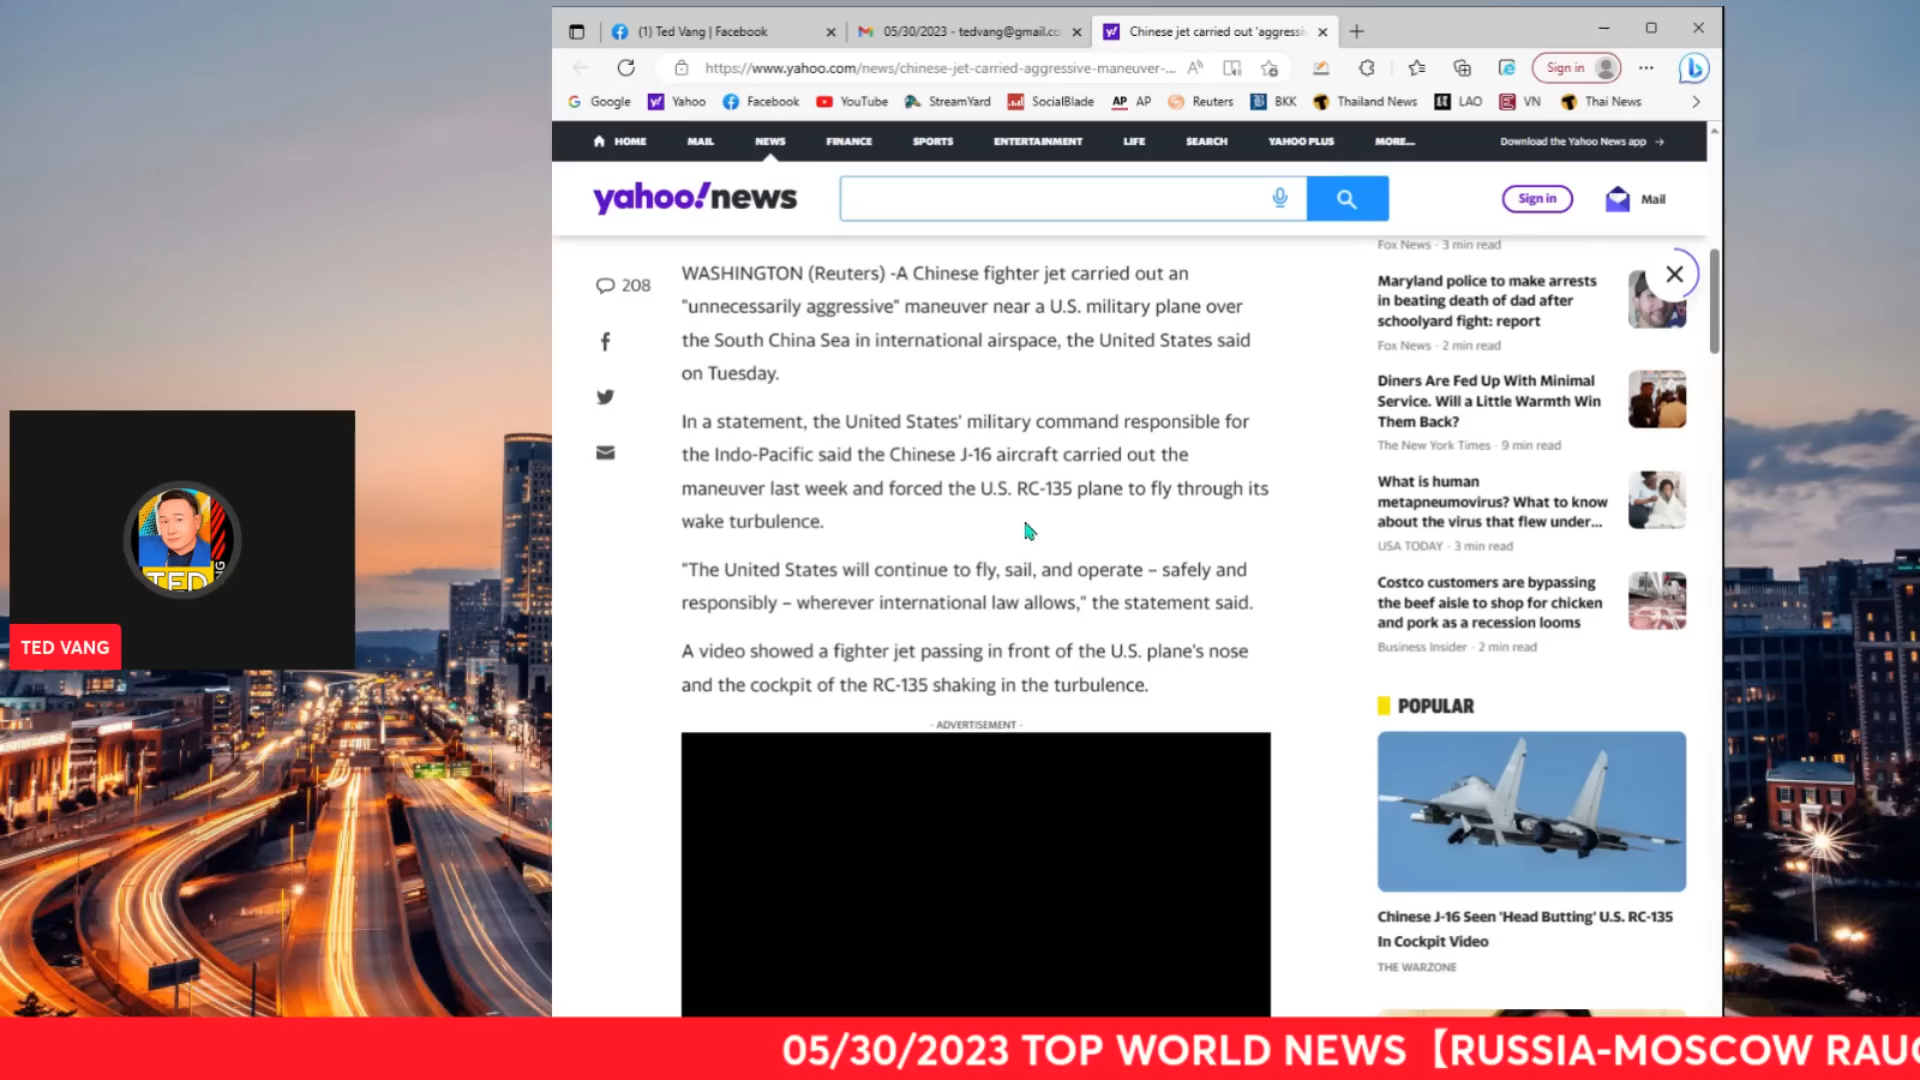 (1) Ted Vang | Facebook
05/30/2023 - tedvang@gmail.co
Chinese jet carried out 'aggressi
https://www.yahoo.com/news/chinese-jet-carried-aggressive-maneuver-...
Sign in
Google
Yahoo
Facebook
YouTube
StreamYard
SocialBlade
AP AP
Reuters
BKK
Thailand News
LAO
VN
Thai News
HOME
MAIL
NEWS
FINANCE
SPORTS
ENTERTAINMENT
LIFE
SEARCH
YAHOO PLUS
MORE...
Download the Yahoo News app →
yahoo!news
Sign in
Mail
208
WASHINGTON (Reuters) -A Chinese fighter jet carried out an
"unnecessarily aggressive" maneuver near a U.S. military plane over
the South China Sea in international airspace, the United States said
on Tuesday.
In a statement, the United States' military command responsible for
the Indo-Pacific said the Chinese J-16 aircraft carried out the
maneuver last week and forced the U.S. RC-135 plane to fly through its
wake turbulence.
"The United States will continue to fly, sail, and operate – safely and
responsibly – wherever international law allows," the statement said.
A video showed a fighter jet passing in front of the U.S. plane's nose
and the cockpit of the RC-135 shaking in the turbulence.
- ADVERTISEMENT -
Fox News · 3 min read
Maryland police to make arrests
in beating death of dad after
schoolyard fight: report
Fox News · 2 min read
Diners Are Fed Up With Minimal
Service. Will a Little Warmth Win
Them Back?
The New York Times · 9 min read
What is human
metapneumovirus? What to know
about the virus that flew under...
USA TODAY · 3 min read
Costco customers are bypassing
the beef aisle to shop for chicken
and pork as a recession looms
Business Insider · 2 min read
POPULAR
Chinese J-16 Seen 'Head Butting' U.S. RC-135
In Cockpit Video
THE WARZONE
TED
TED VANG
05/30/2023 TOP WORLD NEWS【RUSSIA-MOSCOW RAUG